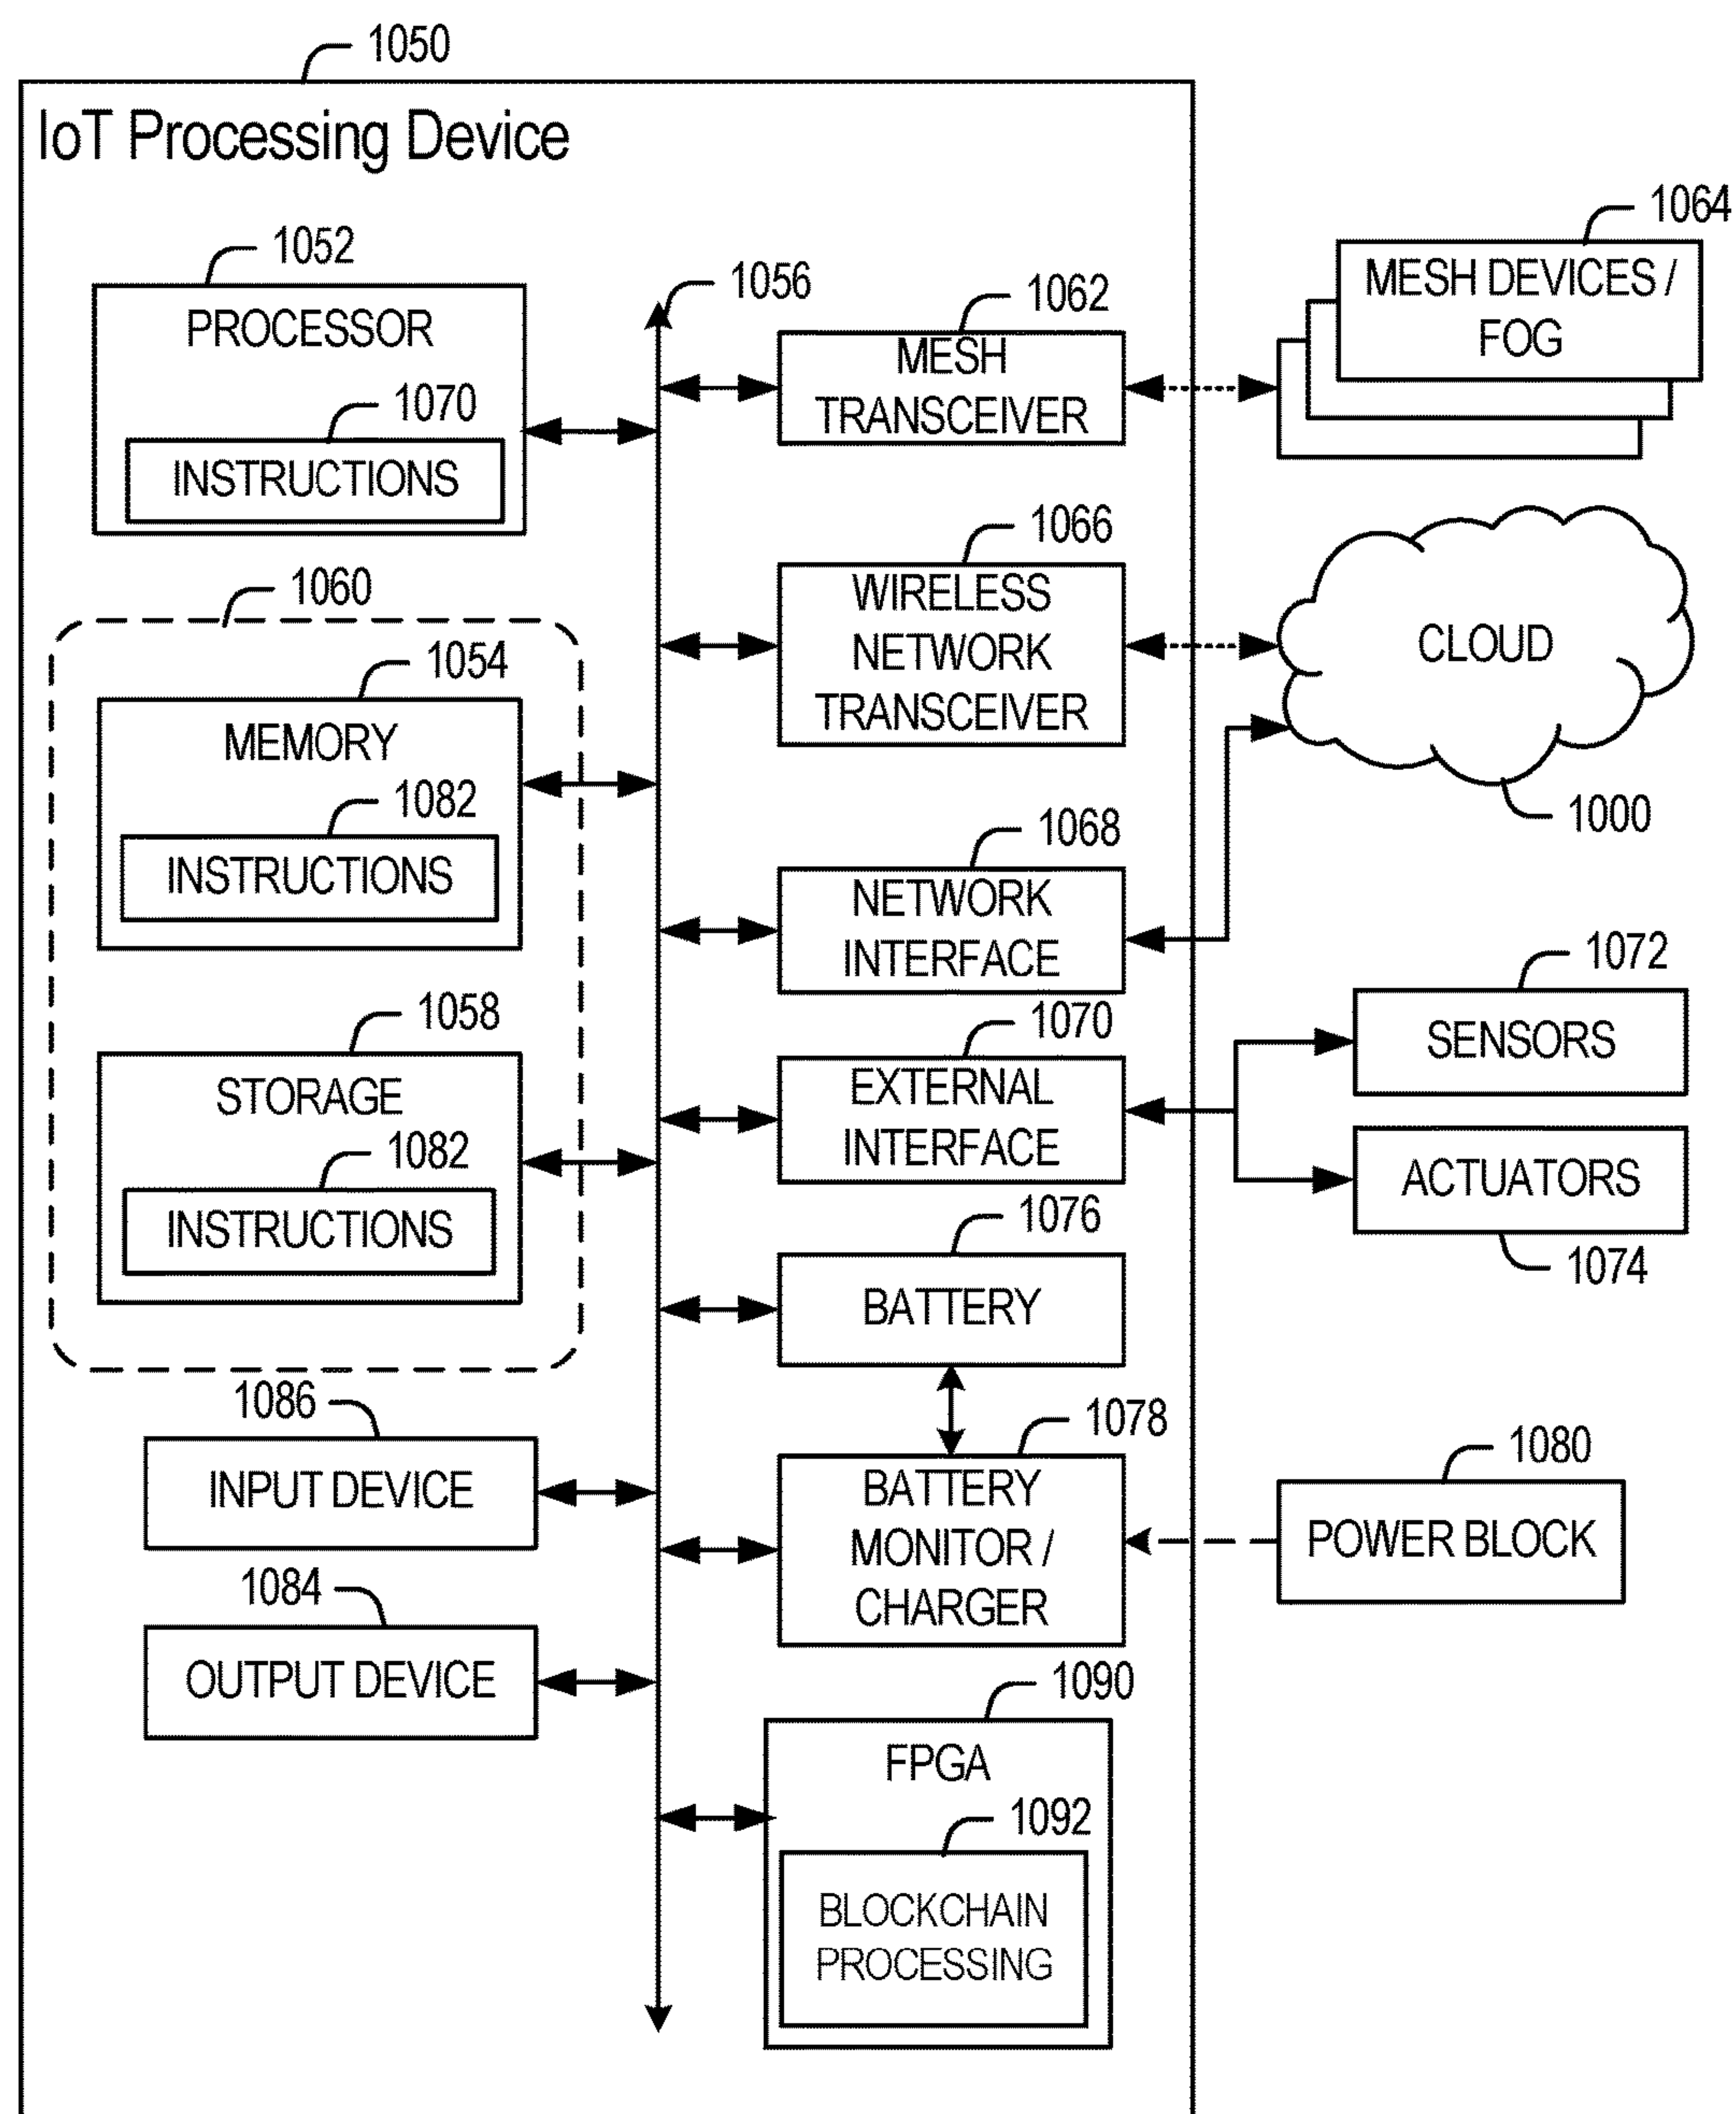 1050
IoT Processing Device
1052
PROCESSOR
1070
INSTRUCTIONS
1060
1054
MEMORY
1082
INSTRUCTIONS
1058
STORAGE
1082
INSTRUCTIONS
1086
INPUT DEVICE
1084
OUTPUT DEVICE
1056
1062
MESH
TRANSCEIVER
1066
WIRELESS
NETWORK
TRANSCEIVER
1068
NETWORK
INTERFACE
1070
EXTERNAL
INTERFACE
1076
BATTERY
1078
BATTERY
MONITOR /
CHARGER
1090
FPGA
1092
BLOCKCHAIN
PROCESSING
1064
MESH DEVICES /
FOG
CLOUD
1000
1072
SENSORS
ACTUATORS
1074
1080
POWER BLOCK